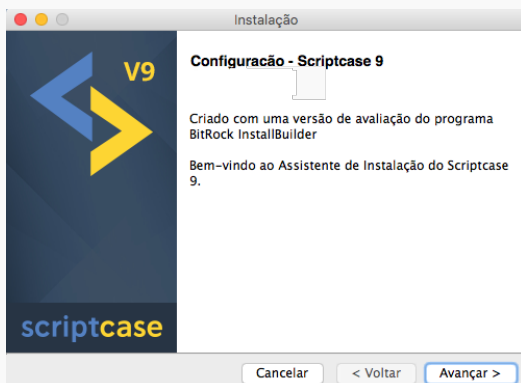 Instalação
V9
Configuração - Scriptcase 9
Criado com uma versão de avaliação do programa
BitRock InstallBuilder
Bem-vindo ao Assistente de Instalação do Scriptcase
9.
scriptcase
Cancelar
< Voltar
Avançar >